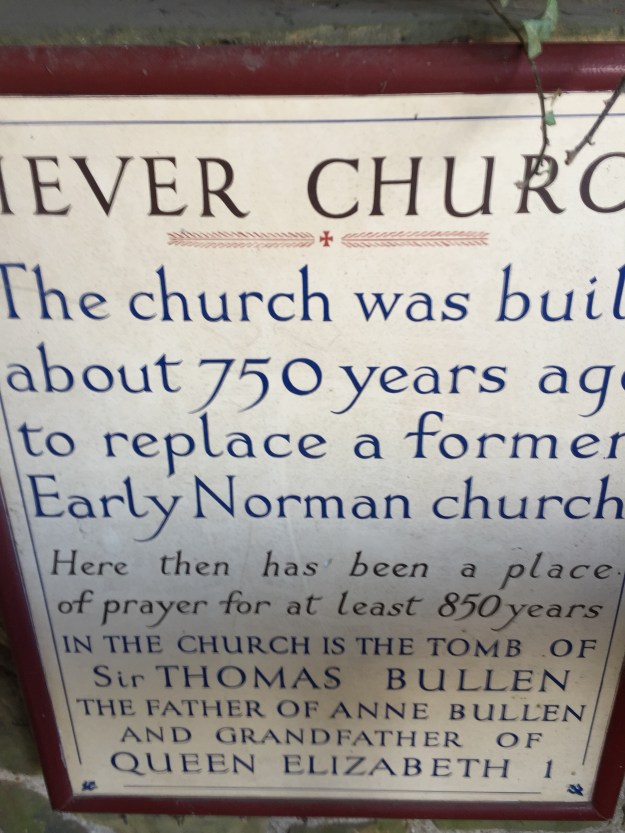 HEVER CHURC
The church was buil
about 750 years ago
to replace a former
Early Norman church
Here then has been a place
of prayer for at least 850 years
IN THE CHURCH IS THE TOMB OF
Sir THOMAS BULLEN
THE FATHER OF ANNE BULLEN
AND GRANDFATHER OF
QUEEN ELIZABETH 1